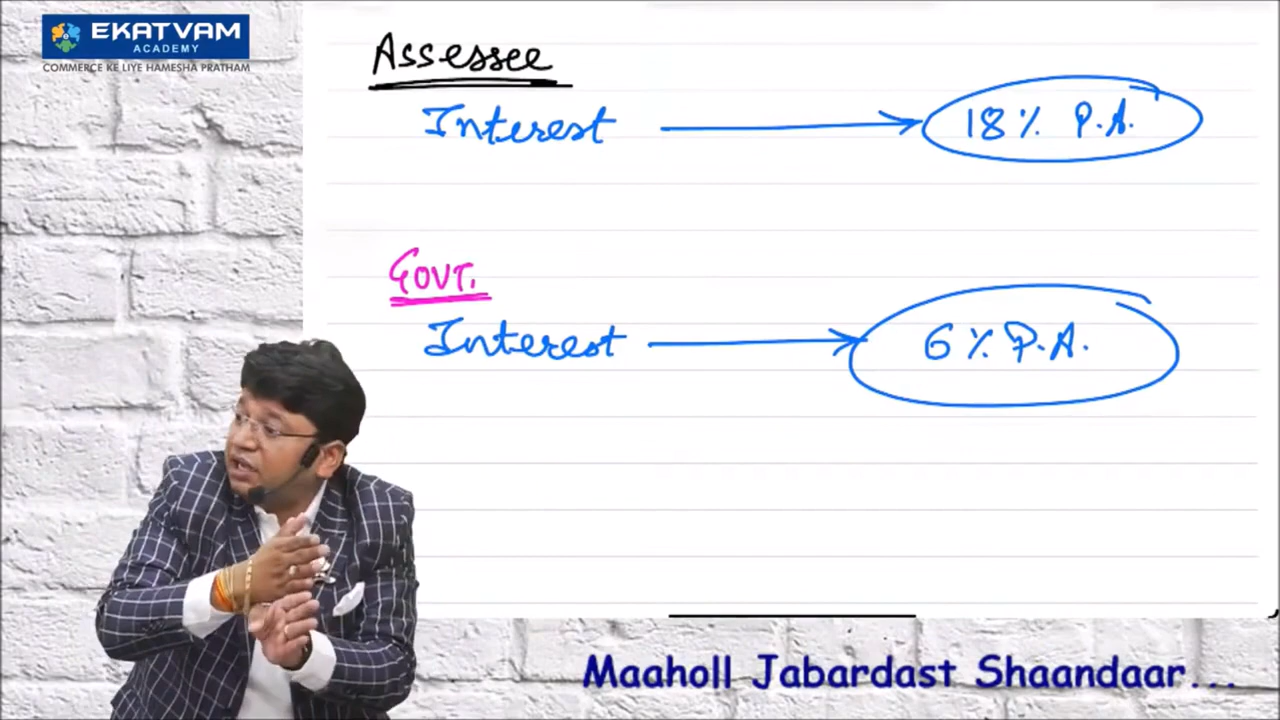 EKATVAM
ACADEMY
COMMERCE KE LIYE HAMESHA PRATHAM
Assessee
Interest 18% P.A.
Govt.
Interest 6% P.A.
Maaholl Jabardast Shaandaar...